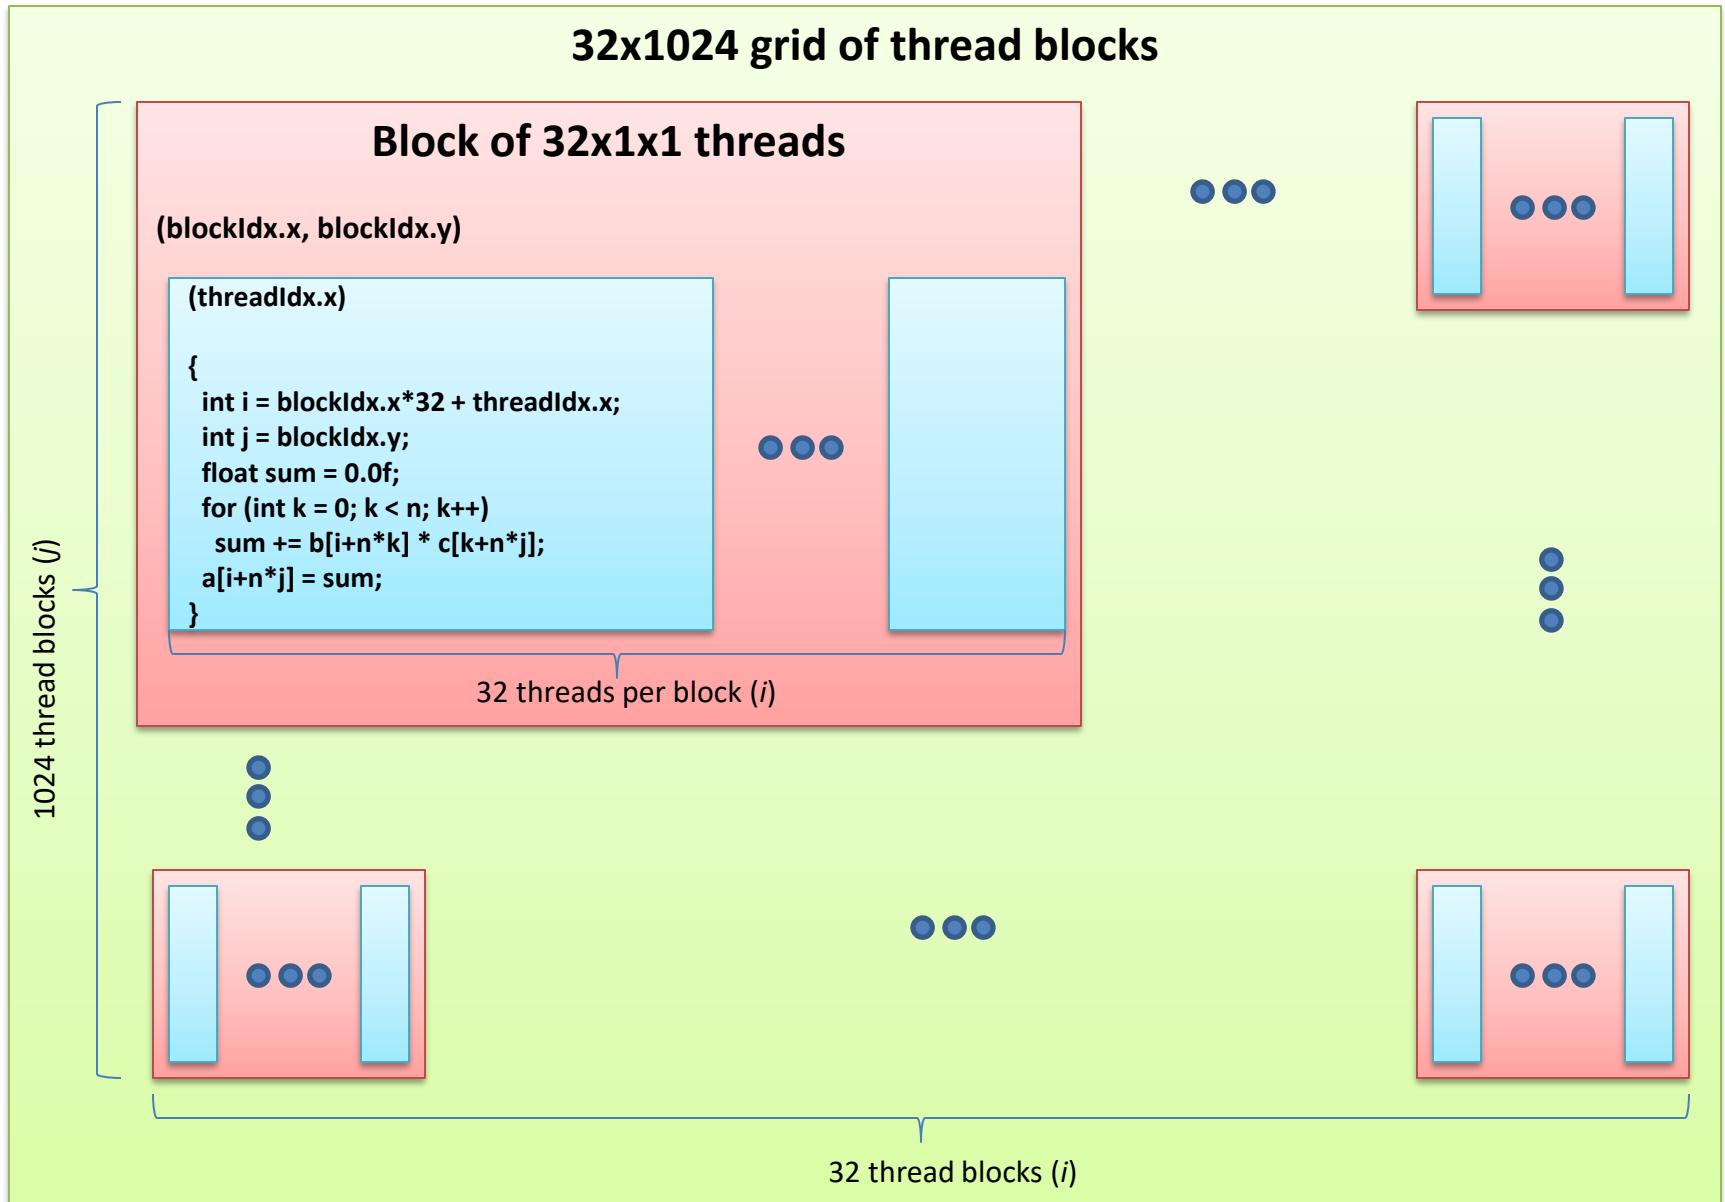 32x1024 grid of thread blocks
Block of 32x1x1 threads
(blockIdx.x, blockIdx.y)
(threadIdx.x)
{
int i = blockIdx.x*32 + threadIdx.x;
int j = blockIdx.y;
float sum = 0.0f;
for (int k = 0; k < n; k++)
sum += b[i+n*k] * c[k+n*j];
a[i+n*j] = sum;
}
32 threads per block (i)
1024 thread blocks (j)
32 thread blocks (i)